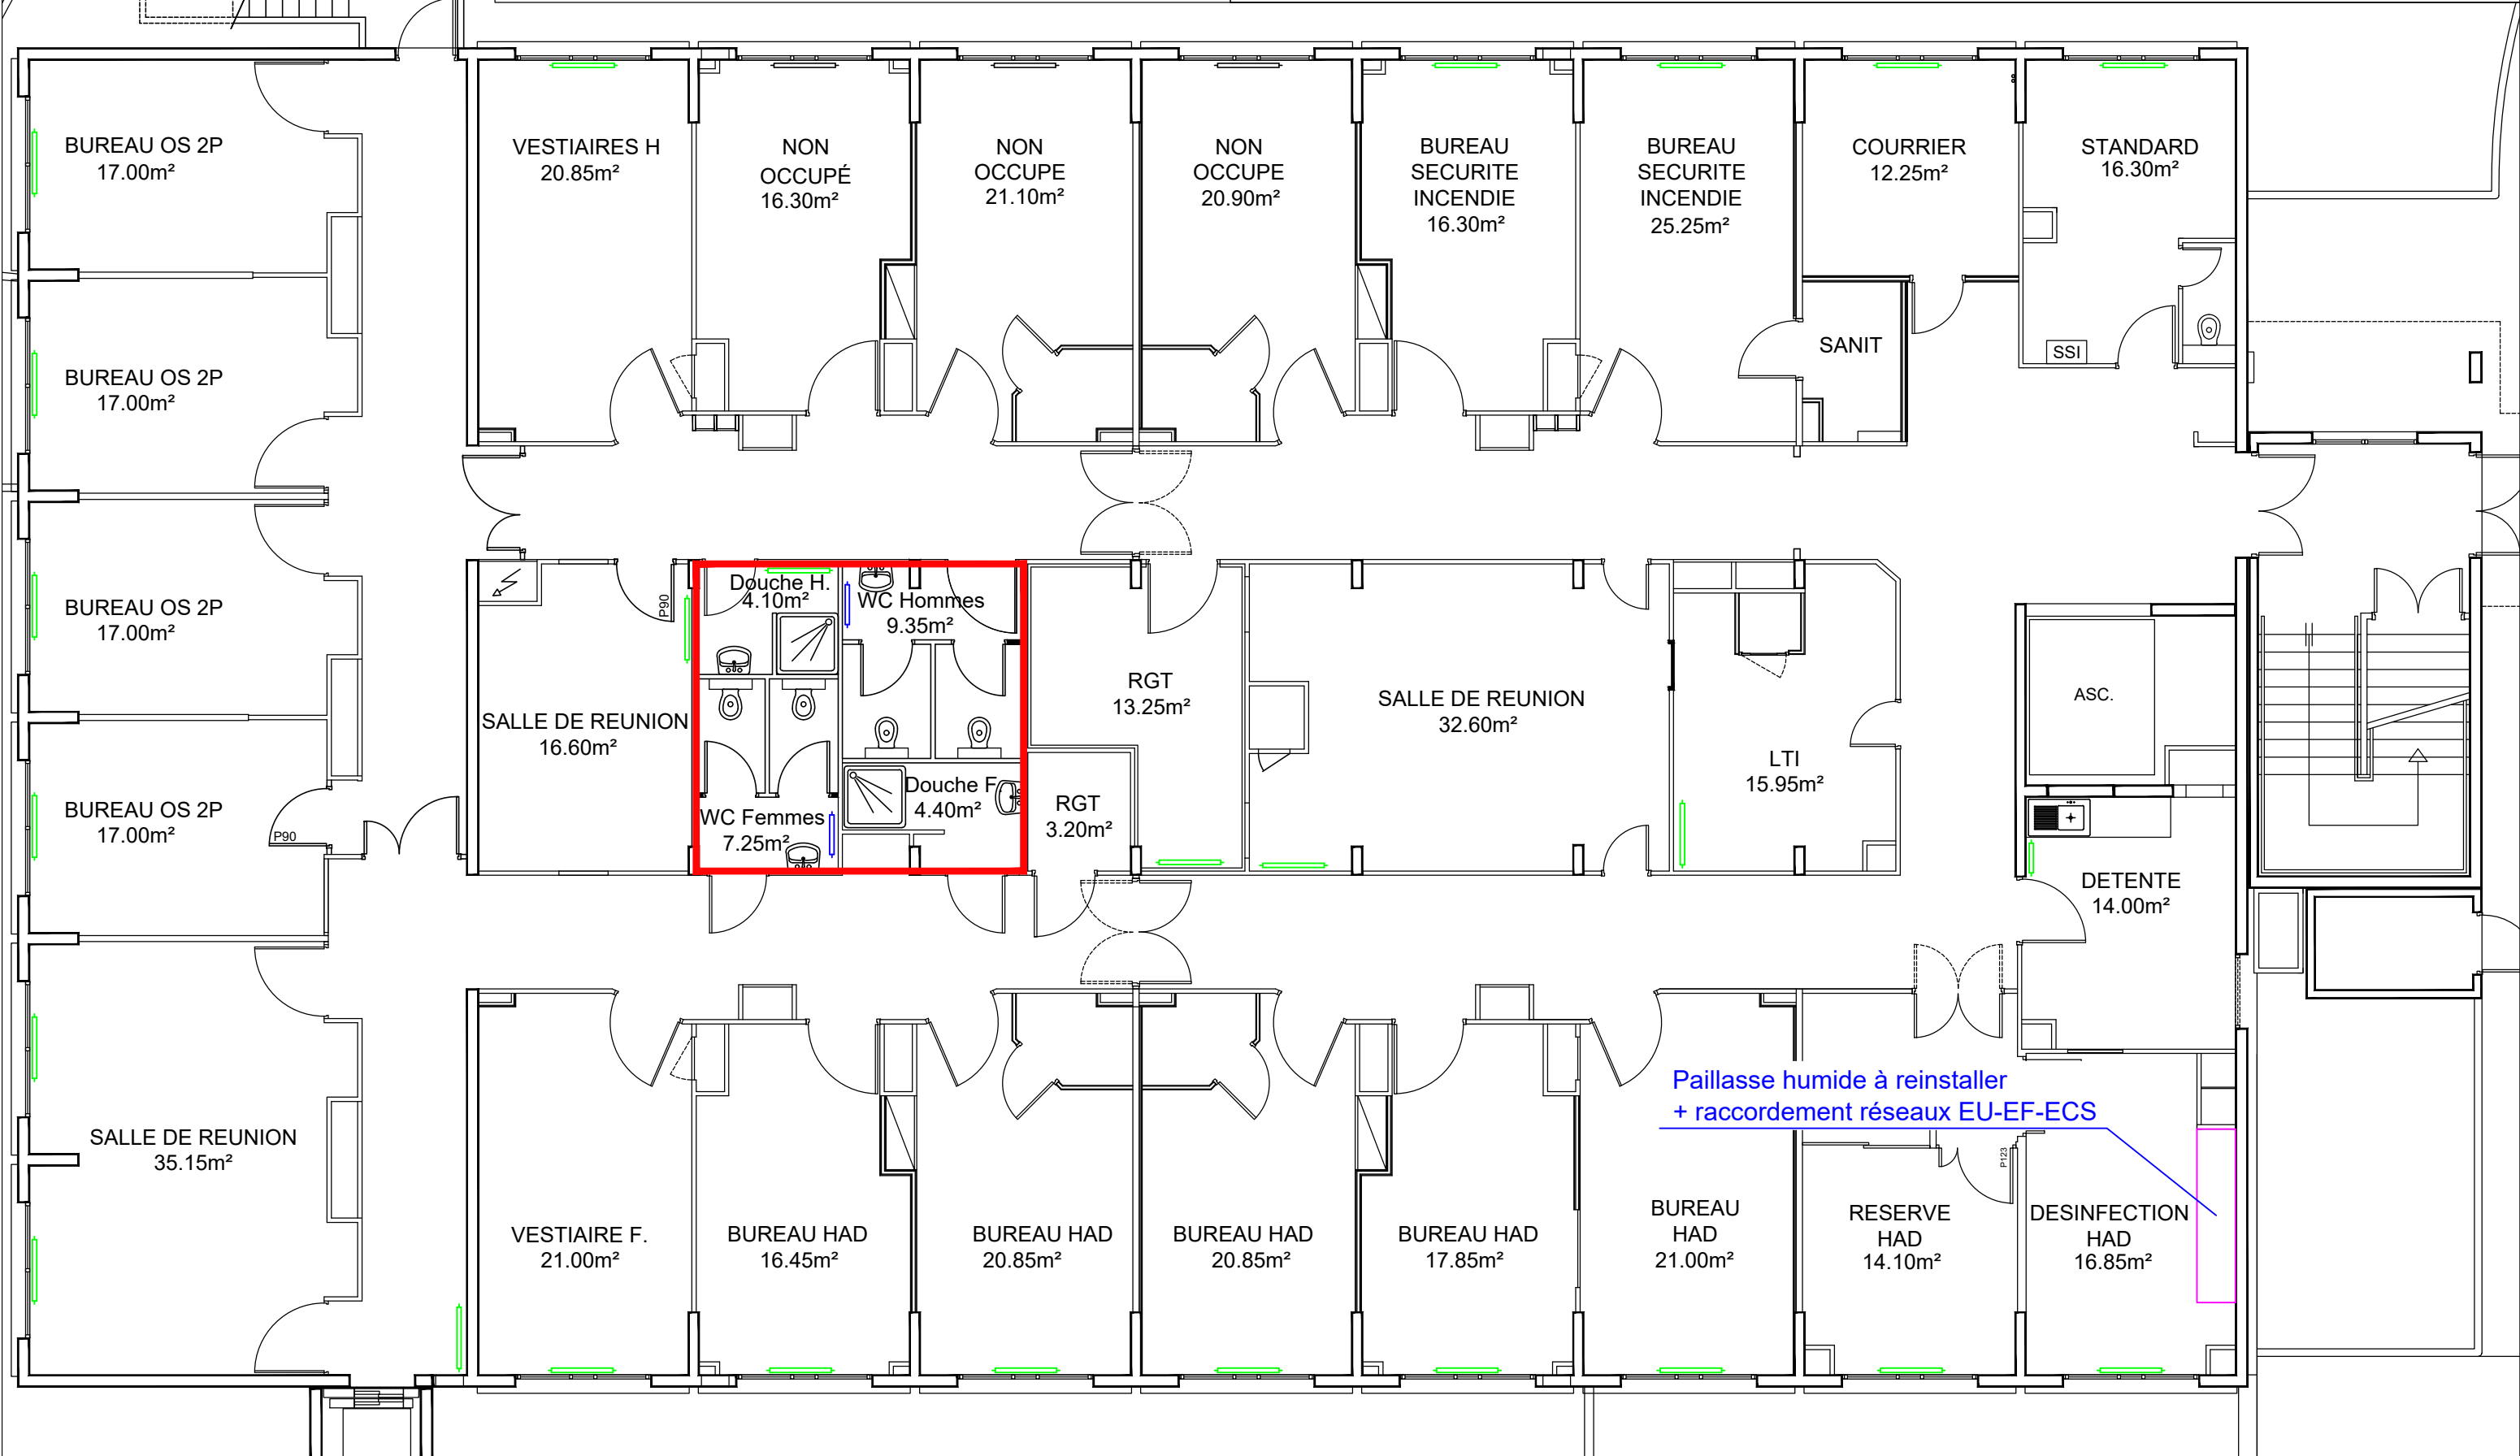 BUREAU OS 2P
17.00m²
VESTIAIRES H
20.85m²
NON
OCCUPÉ
16.30m²
NON
OCCUPE
21.10m²
NON
OCCUPE
20.90m²
BUREAU
SECURITE
INCENDIE
16.30m²
BUREAU
SECURITE
INCENDIE
25.25m²
COURRIER
12.25m²
STANDARD
16.30m²
SANIT
SSI
BUREAU OS 2P
17.00m²
BUREAU OS 2P
17.00m²
BUREAU OS 2P
17.00m²
P90
SALLE DE REUNION
16.60m²
P90
Douche H.
4.10m²
WC Hommes
9.35m²
WC Femmes
7.25m²
Douche F.
4.40m²
RGT
13.25m²
RGT
3.20m²
SALLE DE REUNION
32.60m²
LTI
15.95m²
ASC.
DETENTE
14.00m²
SALLE DE REUNION
35.15m²
Paillasse humide à reinstaller
+ raccordement réseaux EU-EF-ECS
P123
VESTIAIRE F.
21.00m²
BUREAU HAD
16.45m²
BUREAU HAD
20.85m²
BUREAU HAD
20.85m²
BUREAU HAD
17.85m²
BUREAU
HAD
21.00m²
RESERVE
HAD
14.10m²
DESINFECTION
HAD
16.85m²